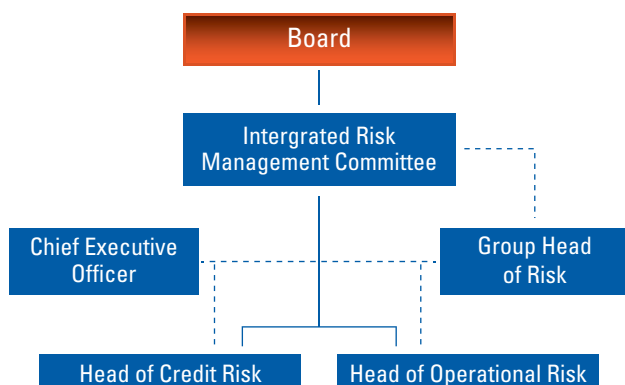 Board
Intergrated Risk
Management Committee
Chief Executive
Officer
Group Head
of Risk
Head of Credit Risk
Head of Operational Risk